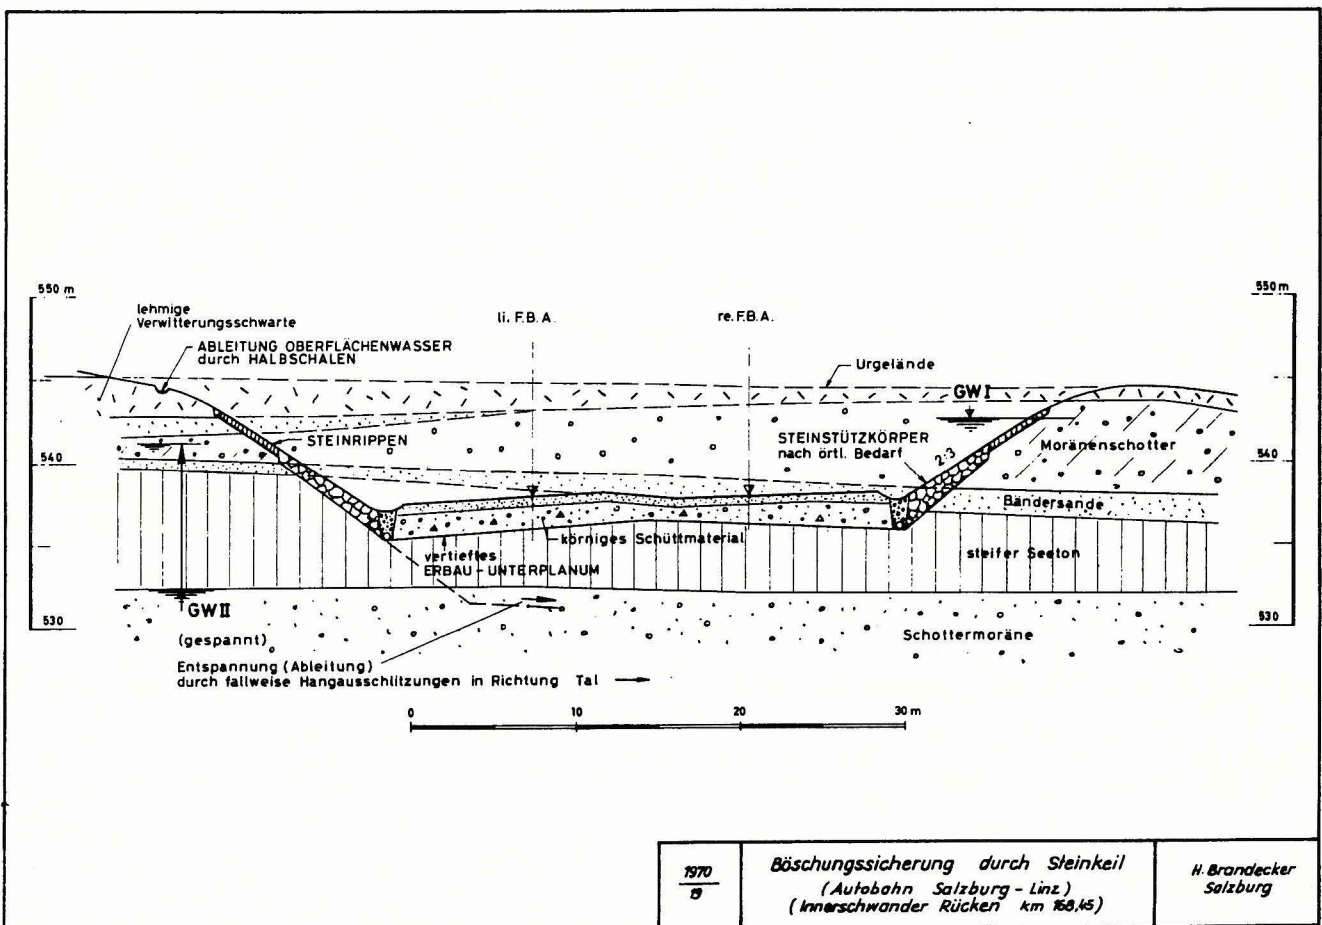 550 m
550 m
lehmige
Verwitterungsschwarte
li. F.B.A.
re. F.B.A.
ABLEITUNG OBERFLÄCHENWASSER
durch HALBSCHALEN
Urgelände
GW I
STEINRIPPEN
STEINSTÜTZKÖRPER
nach örtl. Bedarf
2:3
Moränenschotter
540
540
Bändersande
körniges Schüttmaterial
vertieftes
ERBAU-UNTERPLANUM
steifer Seeton
GW II
530
530
(gespannt)
Schottermoräne
Entspannung (Ableitung)
durch fallweise Hangausschlitzungen in Richtung Tal
0
10
20
30 m
1970
19
Böschungssicherung durch Steinkeil
(Autobahn Salzburg - Linz)
(Innerschwander Rücken km 168,45)
H. Brandecker
Salzburg